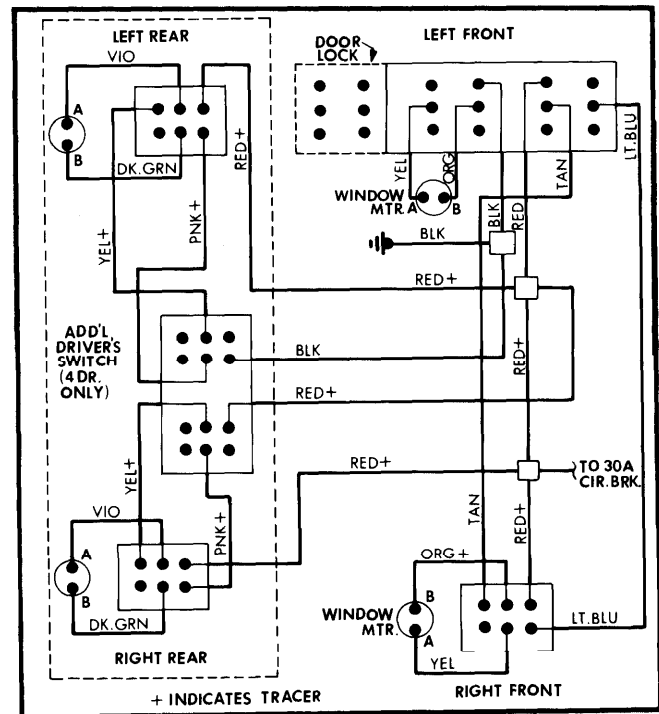 LEFT REAR
VIO
A
B
DK.GRN
YEL+
PNK+
RED+
DOOR
LOCK
LEFT FRONT
YEL
ORG
WINDOW
MTR.
A
B
BLK
RED
TAN
LT.BLU
BLK
RED+
ADD'L
DRIVER'S
SWITCH
(4 DR.
ONLY)
BLK
RED+
RED+
YEL+
PNK+
RED+
TO 30A
CIR.BRK.
VIO
A
B
DK.GRN
RIGHT REAR
TAN
RED+
ORG+
B
A
WINDOW
MTR.
YEL
LT.BLU
RIGHT FRONT
+ INDICATES TRACER